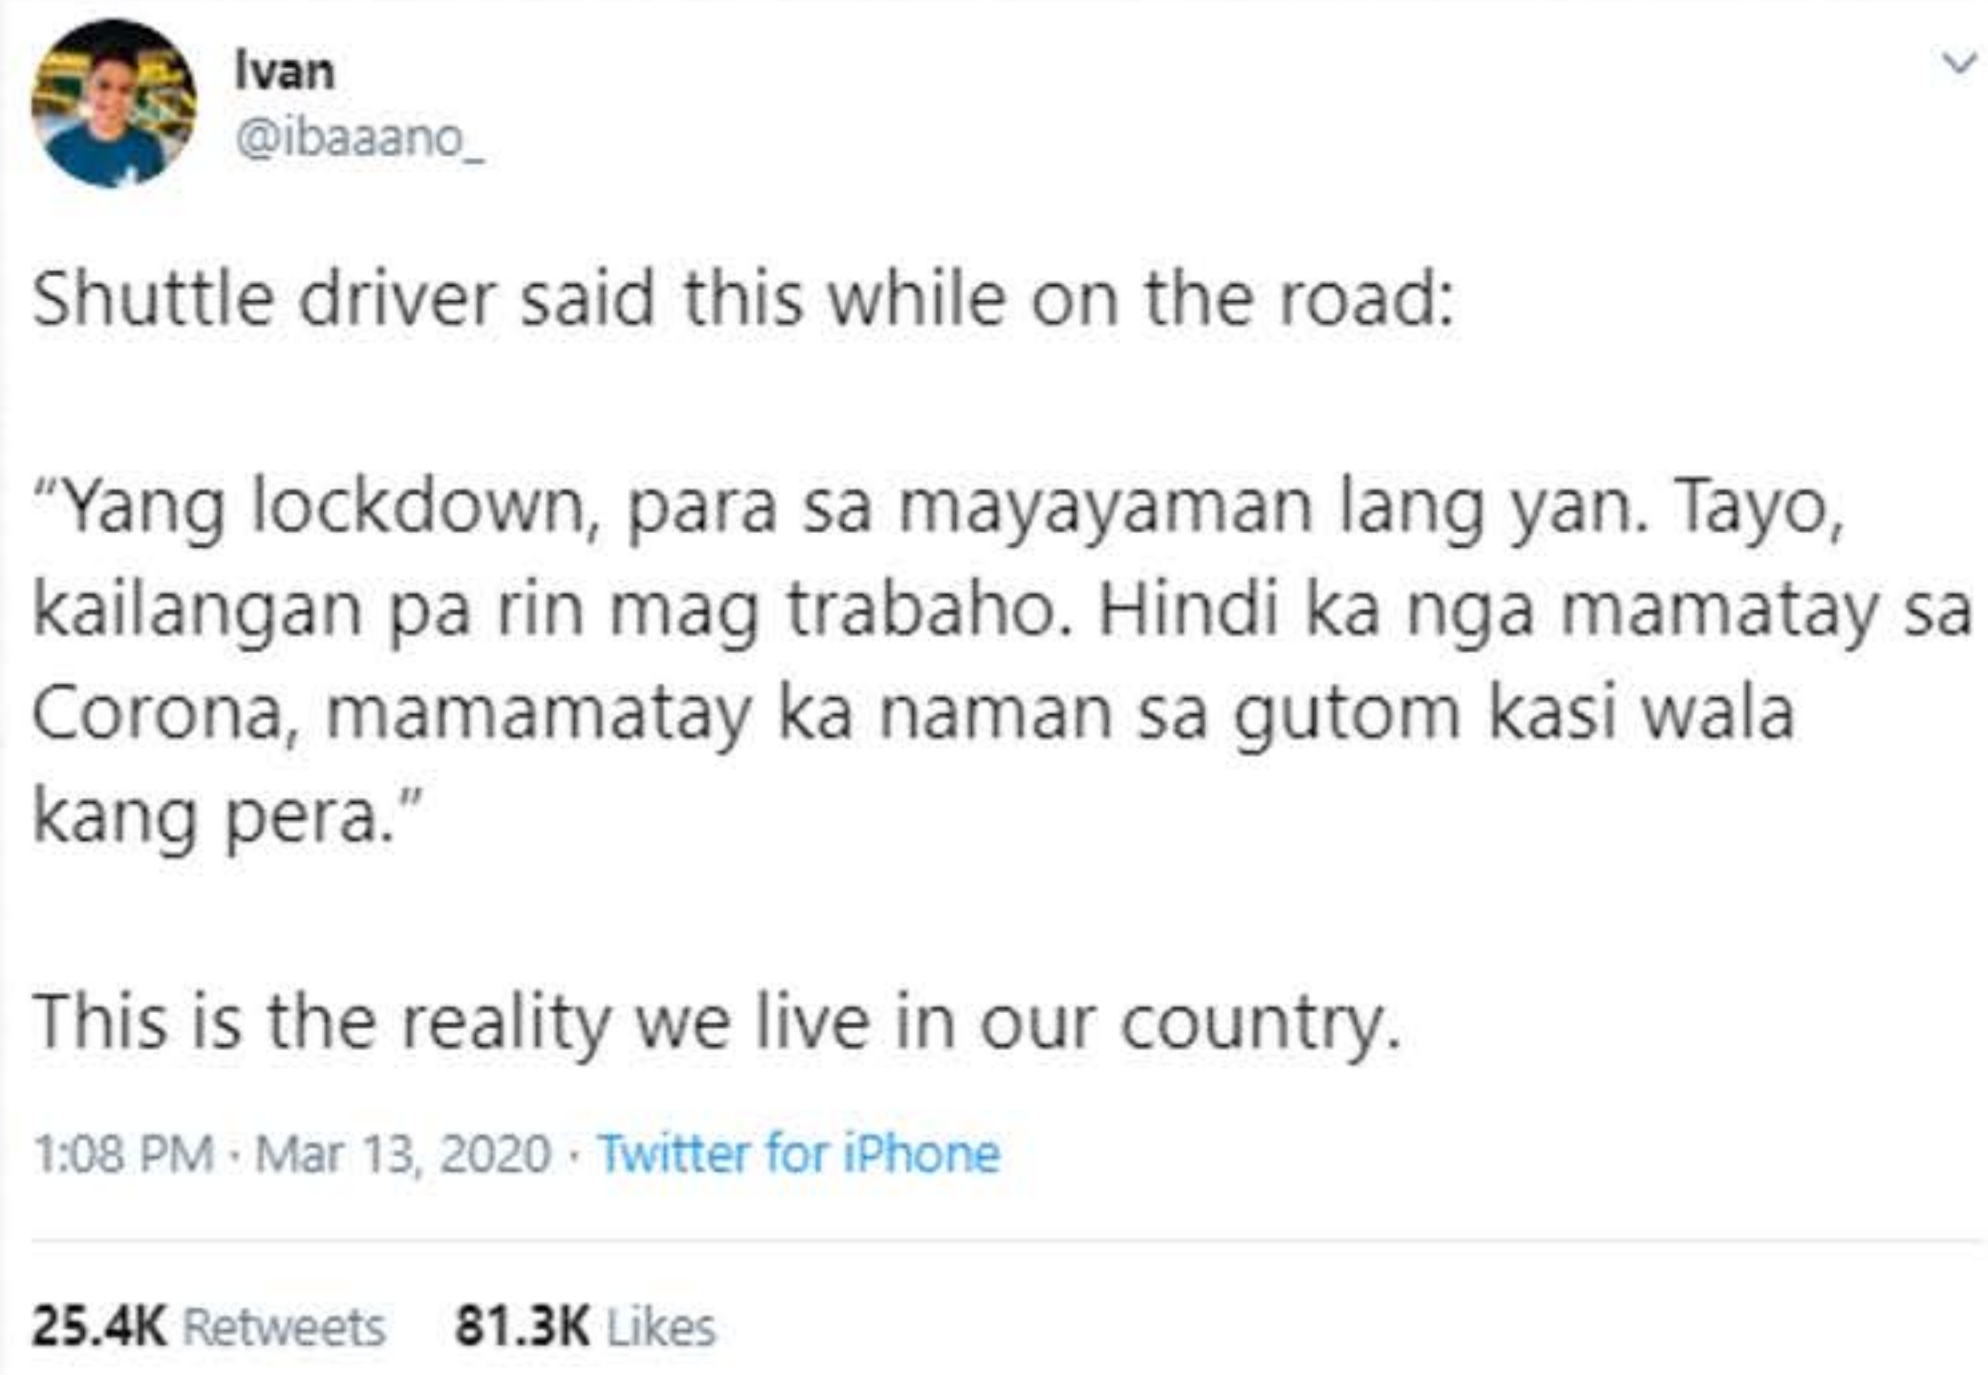 Ivan
@ibaaano_
Shuttle driver said this while on the road:
“Yang lockdown, para sa mayayaman lang yan. Tayo,
kailangan pa rin mag trabaho. Hindi ka nga mamatay sa
Corona, mamamatay ka naman sa gutom kasi wala
kang pera.”
This is the reality we live in our country.
1:08 PM · Mar 13, 2020 · Twitter for iPhone
25.4K Retweets 81.3K Likes